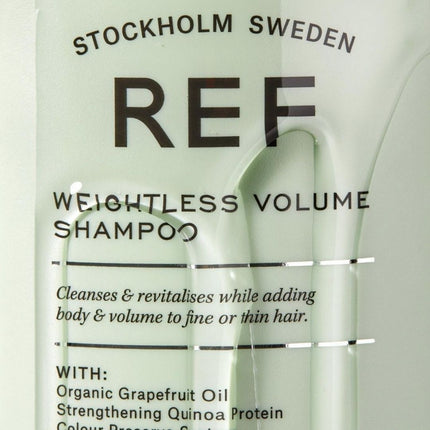 STOCKHOLM SWEDEN
REF
WEIGHTLESS VOLUME
SHAMPOO
Cleanses & revitalises while adding
body & volume to fine or thin hair.
WITH:
Organic Grapefruit Oil
Strengthening Quinoa Protein
Colour